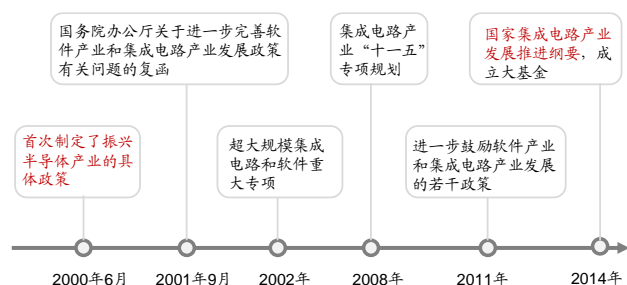 国务院办公厅关于进一步完善软
件产业和集成电路产业发展政策
有关问题的复函
集成电路产
业“十一五”
专项规划
国家集成电路产业
发展推进纲要，成
立大基金
首次制定了振兴
半导体产业的具
体政策
超大规模集成
电路和软件重
大专项
进一步鼓励软件产业
和集成电路产业发展
的若干政策
2000年6月
2001年9月
2002年
2008年
2011年
2014年